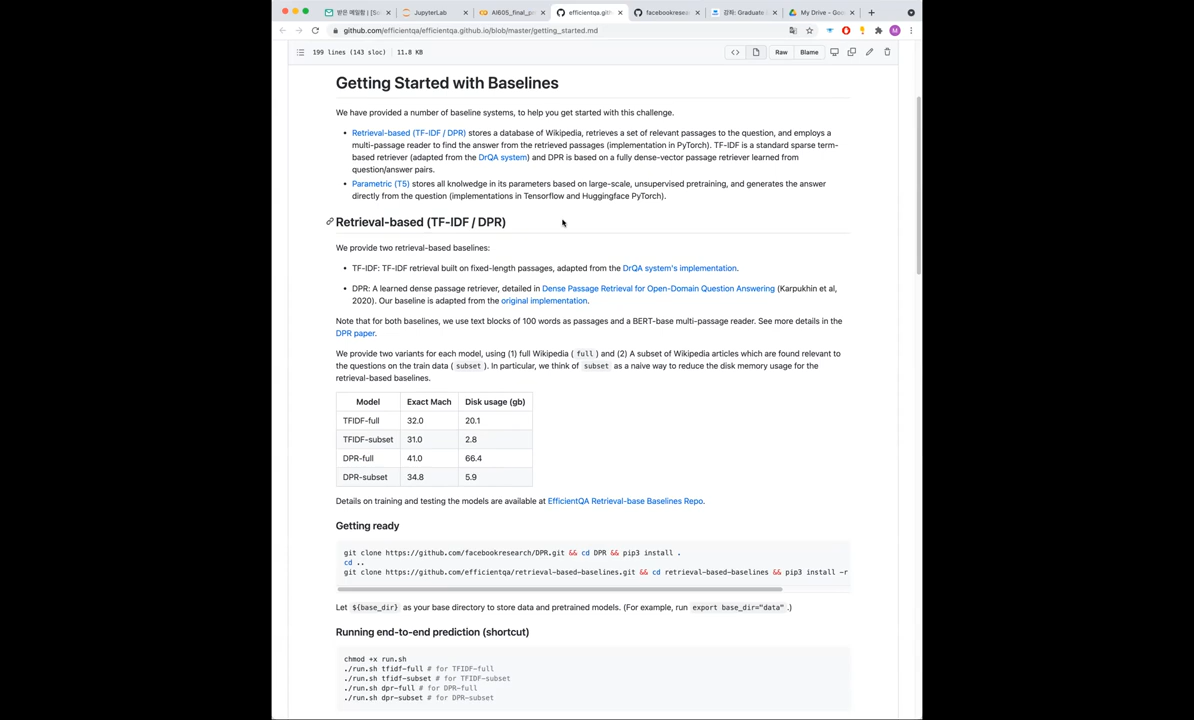 받은 편지함 | [Su
JupyterLab
AI605_final_pr
efficientqa.gith
facebookresea
강좌: Graduate
My Drive – Goo
github.com/efficientqa/efficientqa.github.io/blob/master/getting_started.md
M
199 lines (143 sloc) 11.8 KB
Raw Blame
Getting Started with Baselines
We have provided a number of baseline systems, to help you get started with this challenge.
• Retrieval-based (TF-IDF / DPR) stores a database of Wikipedia, retrieves a set of relevant passages to the question, and employs a
multi-passage reader to find the answer from the retrieved passages (implementation in PyTorch). TF-IDF is a standard sparse term-
based retriever (adapted from the DrQA system) and DPR is based on a fully dense-vector passage retriever learned from
question/answer pairs.
• Parametric (T5) stores all knolwedge in its parameters based on large-scale, unsupervised pretraining, and generates the answer
directly from the question (implementations in Tensorflow and Huggingface PyTorch).
Retrieval-based (TF-IDF / DPR)
We provide two retrieval-based baselines:
• TF-IDF: TF-IDF retrieval built on fixed-length passages, adapted from the DrQA system's implementation.
• DPR: A learned dense passage retriever, detailed in Dense Passage Retrieval for Open-Domain Question Answering (Karpukhin et al,
2020). Our baseline is adapted from the original implementation.
Note that for both baselines, we use text blocks of 100 words as passages and a BERT-base multi-passage reader. See more details in the
DPR paper.
We provide two variants for each model, using (1) full Wikipedia ( full ) and (2) A subset of Wikipedia articles which are found relevant to
the questions on the train data ( subset ). In particular, we think of subset as a naive way to reduce the disk memory usage for the
retrieval-based baselines.
Model Exact Mach Disk usage (gb)
TFIDF-full 32.0 20.1
TFIDF-subset 31.0 2.8
DPR-full 41.0 66.4
DPR-subset 34.8 5.9
Details on training and testing the models are available at EfficientQA Retrieval-base Baselines Repo.
Getting ready
git clone https://github.com/facebookresearch/DPR.git && cd DPR && pip3 install .
cd ..
git clone https://github.com/efficientqa/retrieval-based-baselines.git && cd retrieval-based-baselines && pip3 install -r
Let ${base_dir} as your base directory to store data and pretrained models. (For example, run export base_dir="data" .)
Running end-to-end prediction (shortcut)
chmod +x run.sh
./run.sh tfidf-full # for TFIDF-full
./run.sh tfidf-subset # for TFIDF-subset
./run.sh dpr-full # for DPR-full
./run.sh dpr-subset # for DPR-subset